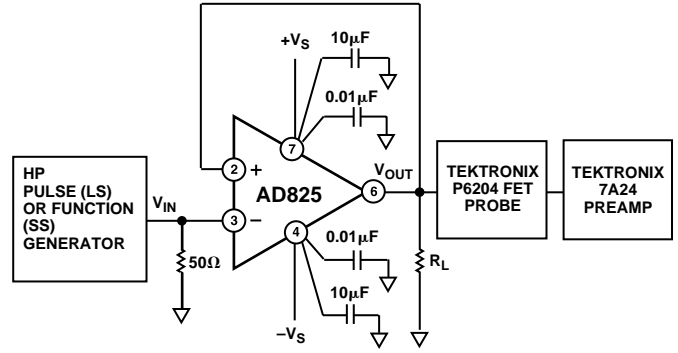 +VS
10μF
0.01μF
7
HP
PULSE (LS)
OR FUNCTION
(SS)
GENERATOR
VIN
2
+
3
−
AD825
6
VOUT
TEKTRONIX
P6204 FET
PROBE
TEKTRONIX
7A24
PREAMP
4
50Ω
0.01μF
10μF
−VS
RL